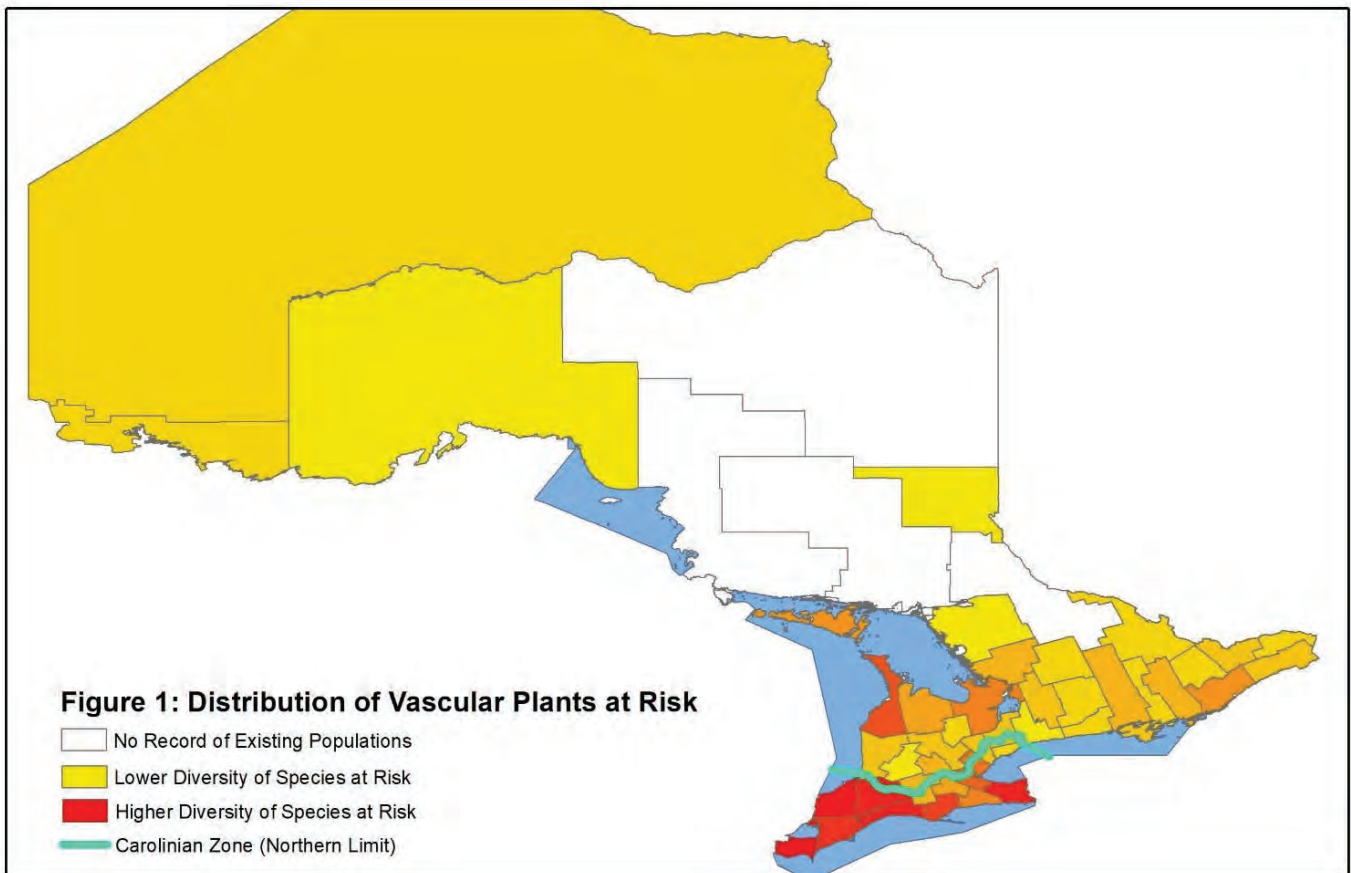 Figure 1: Distribution of Vascular Plants at Risk
No Record of Existing Populations
Lower Diversity of Species at Risk
Higher Diversity of Species at Risk
Carolinian Zone (Northern Limit)